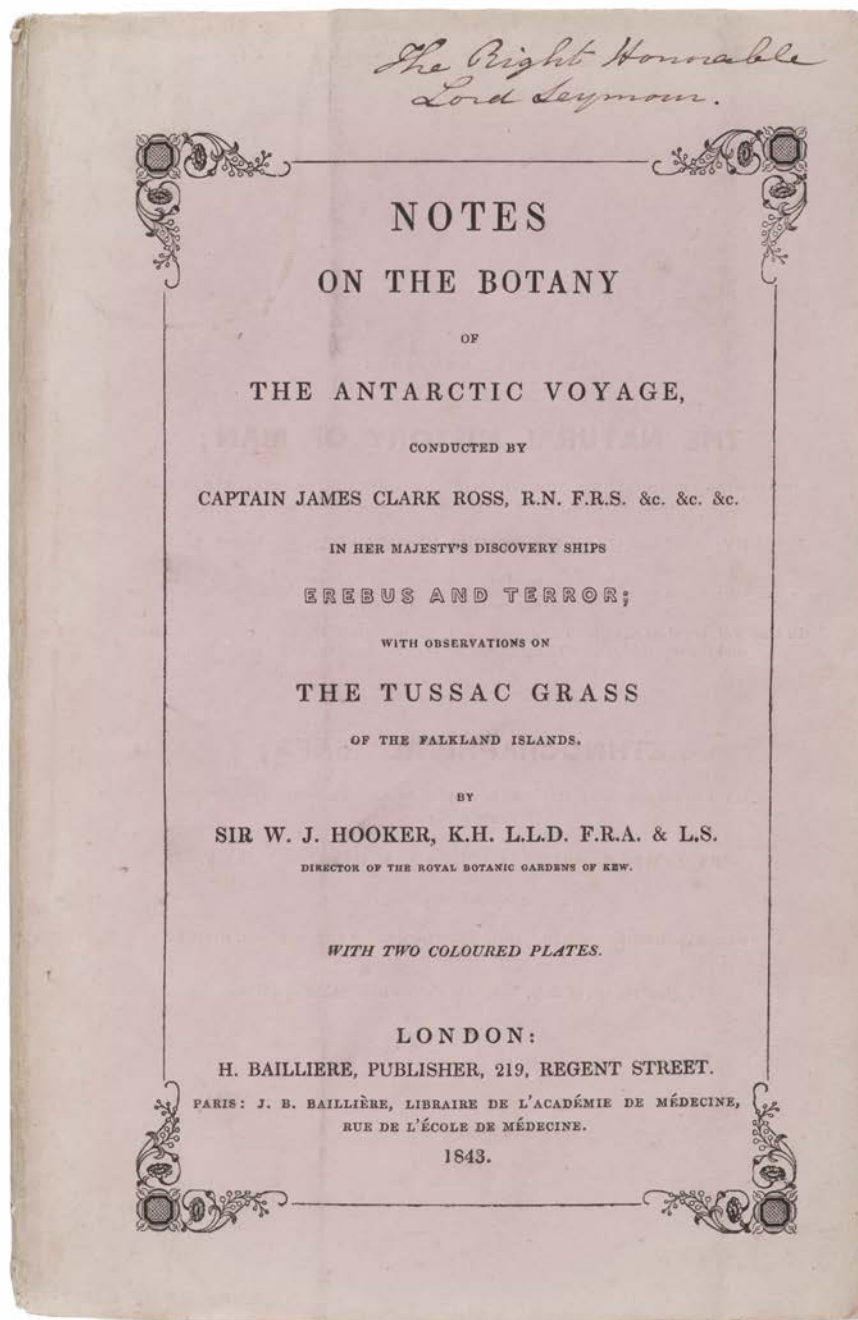 The Right Honourable
Lord Seymour.
NOTES
ON THE BOTANY
OF
THE ANTARCTIC VOYAGE,
CONDUCTED BY
CAPTAIN JAMES CLARK ROSS, R.N. F.R.S. &c. &c. &c.
IN HER MAJESTY'S DISCOVERY SHIPS
EREBUS AND TERROR;
WITH OBSERVATIONS ON
THE TUSSAC GRASS
OF THE FALKLAND ISLANDS.
BY
SIR W. J. HOOKER, K.H. L.L.D. F.R.A. & L.S.
DIRECTOR OF THE ROYAL BOTANIC GARDENS OF KEW.
WITH TWO COLOURED PLATES.
LONDON:
H. BAILLIERE, PUBLISHER, 219, REGENT STREET.
PARIS: J. B. BAILLIÈRE, LIBRAIRE DE L'ACADÉMIE DE MÉDECINE,
RUE DE L'ÉCOLE DE MÉDECINE.
1843.